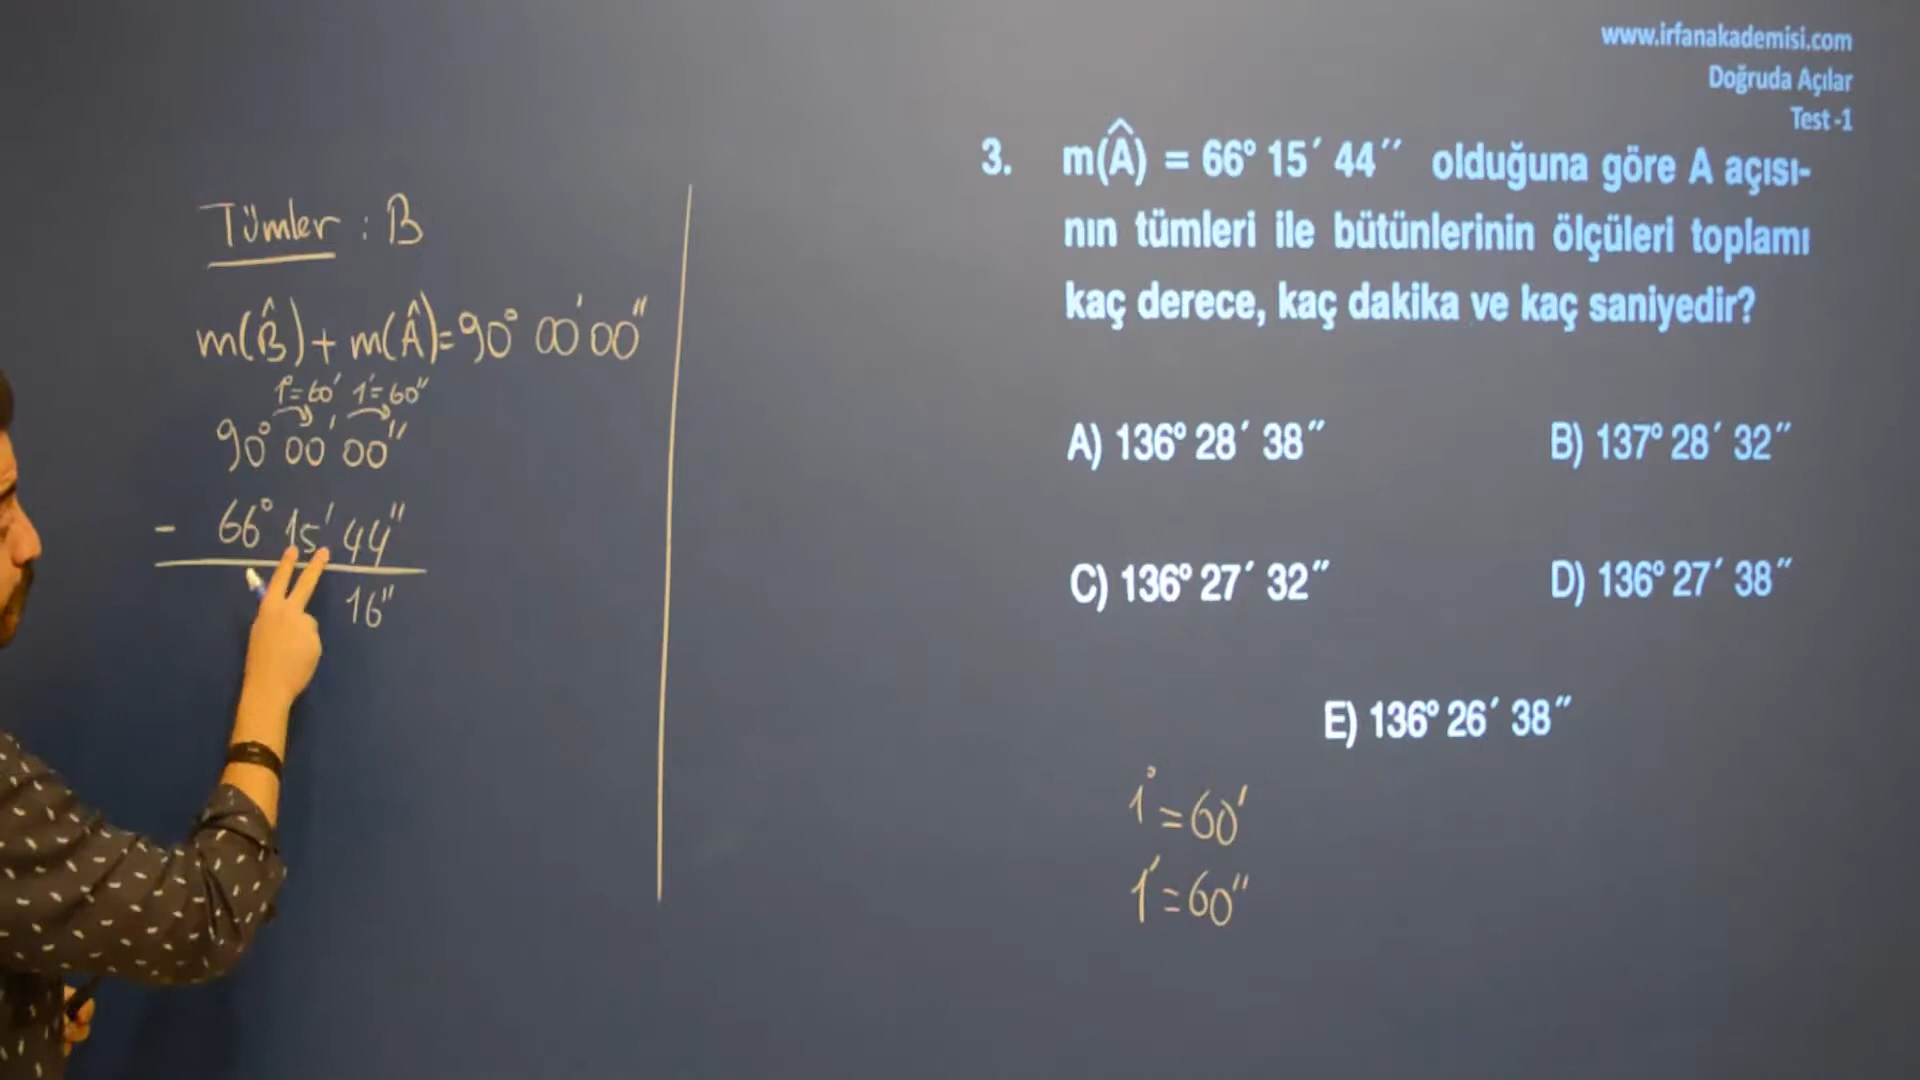 www.irfanakademisi.com
Doğruda Açılar
Test -1
3. m(Â) = 66° 15′ 44′′ olduğuna göre A açısı-
nın tümleri ile bütünlerinin ölçüleri toplamı
kaç derece, kaç dakika ve kaç saniyedir?
A) 136° 28′ 38″
B) 137° 28′ 32″
C) 136° 27′ 32″
D) 136° 27′ 38″
E) 136° 26′ 38″
1° = 60′
1′ = 60″
Tümler : B
m(B̂) + m(Â) = 90° 00′ 00″
1° = 60′ 1′ = 60″
90° 00′ 00″
- 66° 15′ 44″
16″